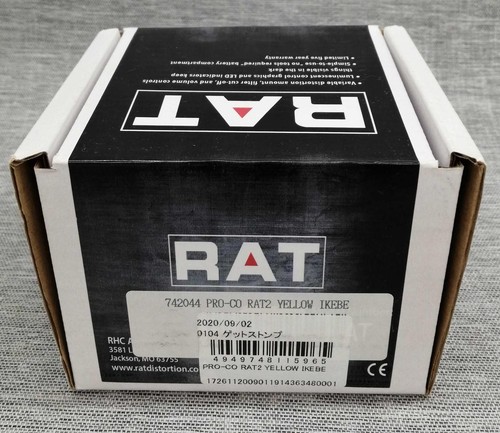 • Variable distortion amount, filter cut-off, and volume controls
• Luminescent control graphics and LED indicators keep
things visible in the dark
• Simple-to-use "no tools required" battery compartment
• Limited five year warranty
RAT
RAT
742044 PRO-CO RAT2 YELLOW IKEBE
2020/09/02
0104 ゲットストンプ
4949748115965
PRO-CO RAT2 YELLOW IKEBE
RHC A
3581 L
Jackson, MO 63755
www.ratdistortion.co
CE
1726112009011914363480001